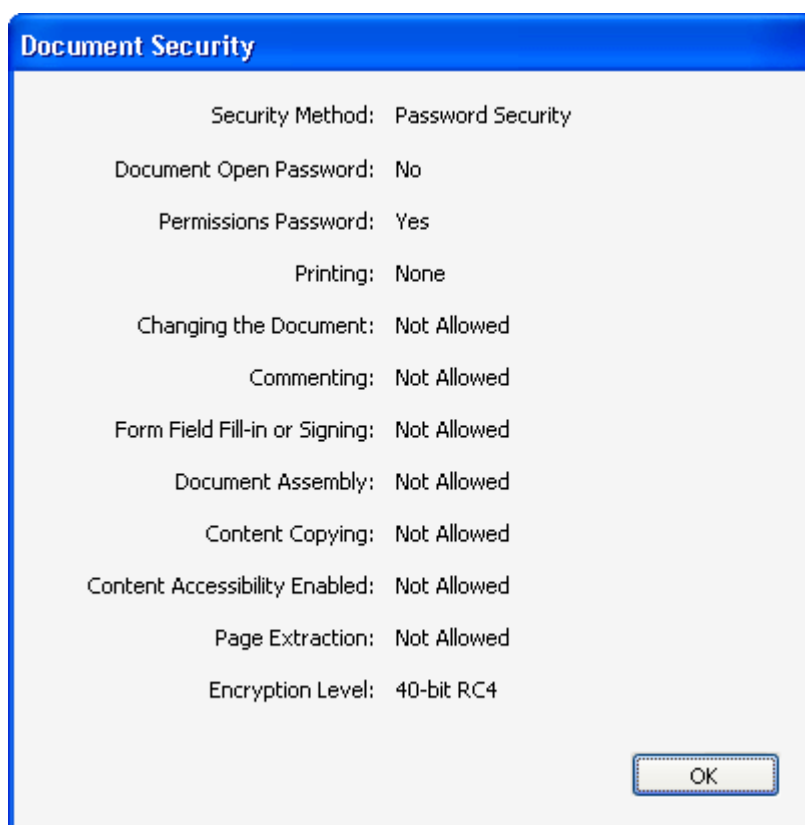 Document Security
Security Method: Password Security
Document Open Password: No
Permissions Password: Yes
Printing: None
Changing the Document: Not Allowed
Commenting: Not Allowed
Form Field Fill-in or Signing: Not Allowed
Document Assembly: Not Allowed
Content Copying: Not Allowed
Content Accessibility Enabled: Not Allowed
Page Extraction: Not Allowed
Encryption Level: 40-bit RC4
OK